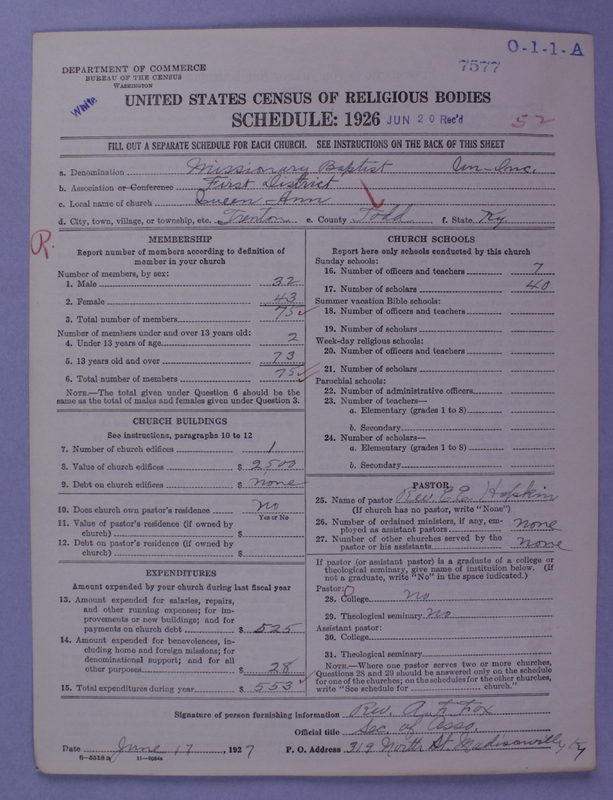 O-1-1-A
7577
DEPARTMENT OF COMMERCE
BUREAU OF THE CENSUS
WASHINGTON
White
UNITED STATES CENSUS OF RELIGIOUS BODIES
SCHEDULE: 1926 JUN 20 Rec'd
52
FILL OUT A SEPARATE SCHEDULE FOR EACH CHURCH. SEE INSTRUCTIONS ON THE BACK OF THIS SHEET
a. Denomination Missionary Baptist Un-Inc.
b. Association or Conference First District
c. Local name of church Queen-Ann
d. City, town, village, or township, etc. Trenton e. County Todd f. State Ky.
R.
MEMBERSHIP
Report number of members according to definition of
member in your church
Number of members, by sex:
1. Male 32
2. Female 43
3. Total number of members 75
Number of members under and over 13 years old:
4. Under 13 years of age 2
5. 13 years old and over 73
6. Total number of members 75
NOTE.—The total given under Question 6 should be the
same as the total of males and females given under Question 3.
CHURCH BUILDINGS
See instructions, paragraphs 10 to 12
7. Number of church edifices 1
8. Value of church edifices $ 2500
9. Debt on church edifices $ none
10. Does church own pastor's residence no
Yes or No
11. Value of pastor's residence (if owned by
church) $
12. Debt on pastor's residence (if owned by
church) $
EXPENDITURES
Amount expended by your church during last fiscal year
13. Amount expended for salaries, repairs,
and other running expenses; for im-
provements or new buildings; and for
payments on church debt $ 525
14. Amount expended for benevolences, in-
cluding home and foreign missions; for
denominational support; and for all
other purposes $ 28
15. Total expenditures during year $ 553
CHURCH SCHOOLS
Report here only schools conducted by this church
Sunday schools:
16. Number of officers and teachers 7
17. Number of scholars 40
Summer vacation Bible schools:
18. Number of officers and teachers
19. Number of scholars
Week-day religious schools:
20. Number of officers and teachers
21. Number of scholars
Parochial schools:
22. Number of administrative officers
23. Number of teachers—
a. Elementary (grades 1 to 8)
b. Secondary
24. Number of scholars—
a. Elementary (grades 1 to 8)
b. Secondary
PASTOR
25. Name of pastor Rev. E.E. Hopkin
(If church has no pastor, write "None")
26. Number of ordained ministers, if any, em-
ployed as assistant pastors none
27. Number of other churches served by the
pastor or his assistants none
If pastor (or assistant pastor) is a graduate of a college or
theological seminary, give name of institution below. (If
not a graduate, write "No" in the space indicated.)
Pastor: O
28. College no
29. Theological seminary no
Assistant pastor:
30. College
31. Theological seminary
NOTE.—Where one pastor serves two or more churches,
Questions 28 and 29 should be answered only on the schedule
for one of the churches; on the schedules for the other churches,
write "See schedule for church."
Signature of person furnishing information Rev. Fox
Official title Sec. of Asso.
Date June 17, 1927 P. O. Address 919 North St. Madisonville, Ky